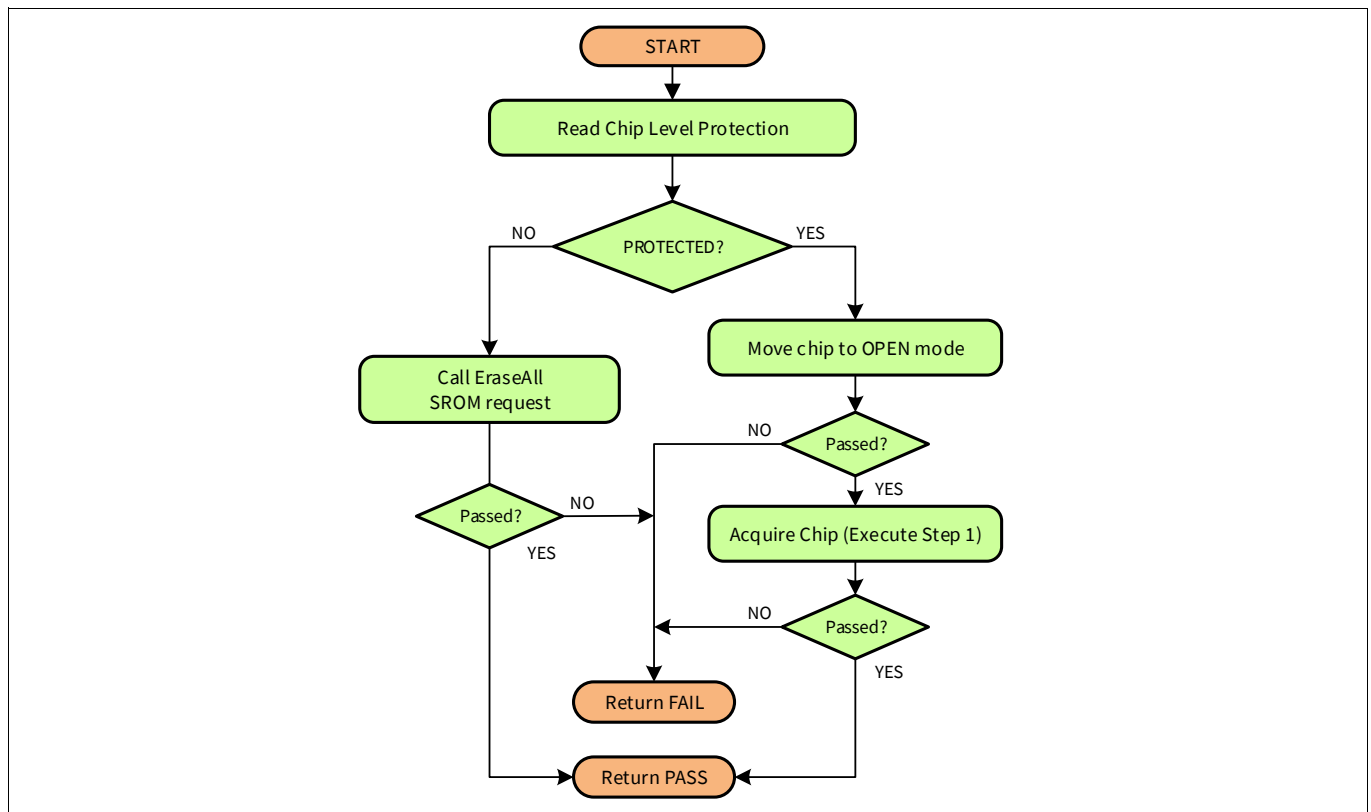 START
Read Chip Level Protection
NO
YES
PROTECTED?
Move chip to OPEN mode
Call EraseAll
SROM request
NO
Passed?
YES
Passed?
NO
YES
Acquire Chip (Execute Step 1)
NO
Passed?
YES
Return FAIL
Return PASS